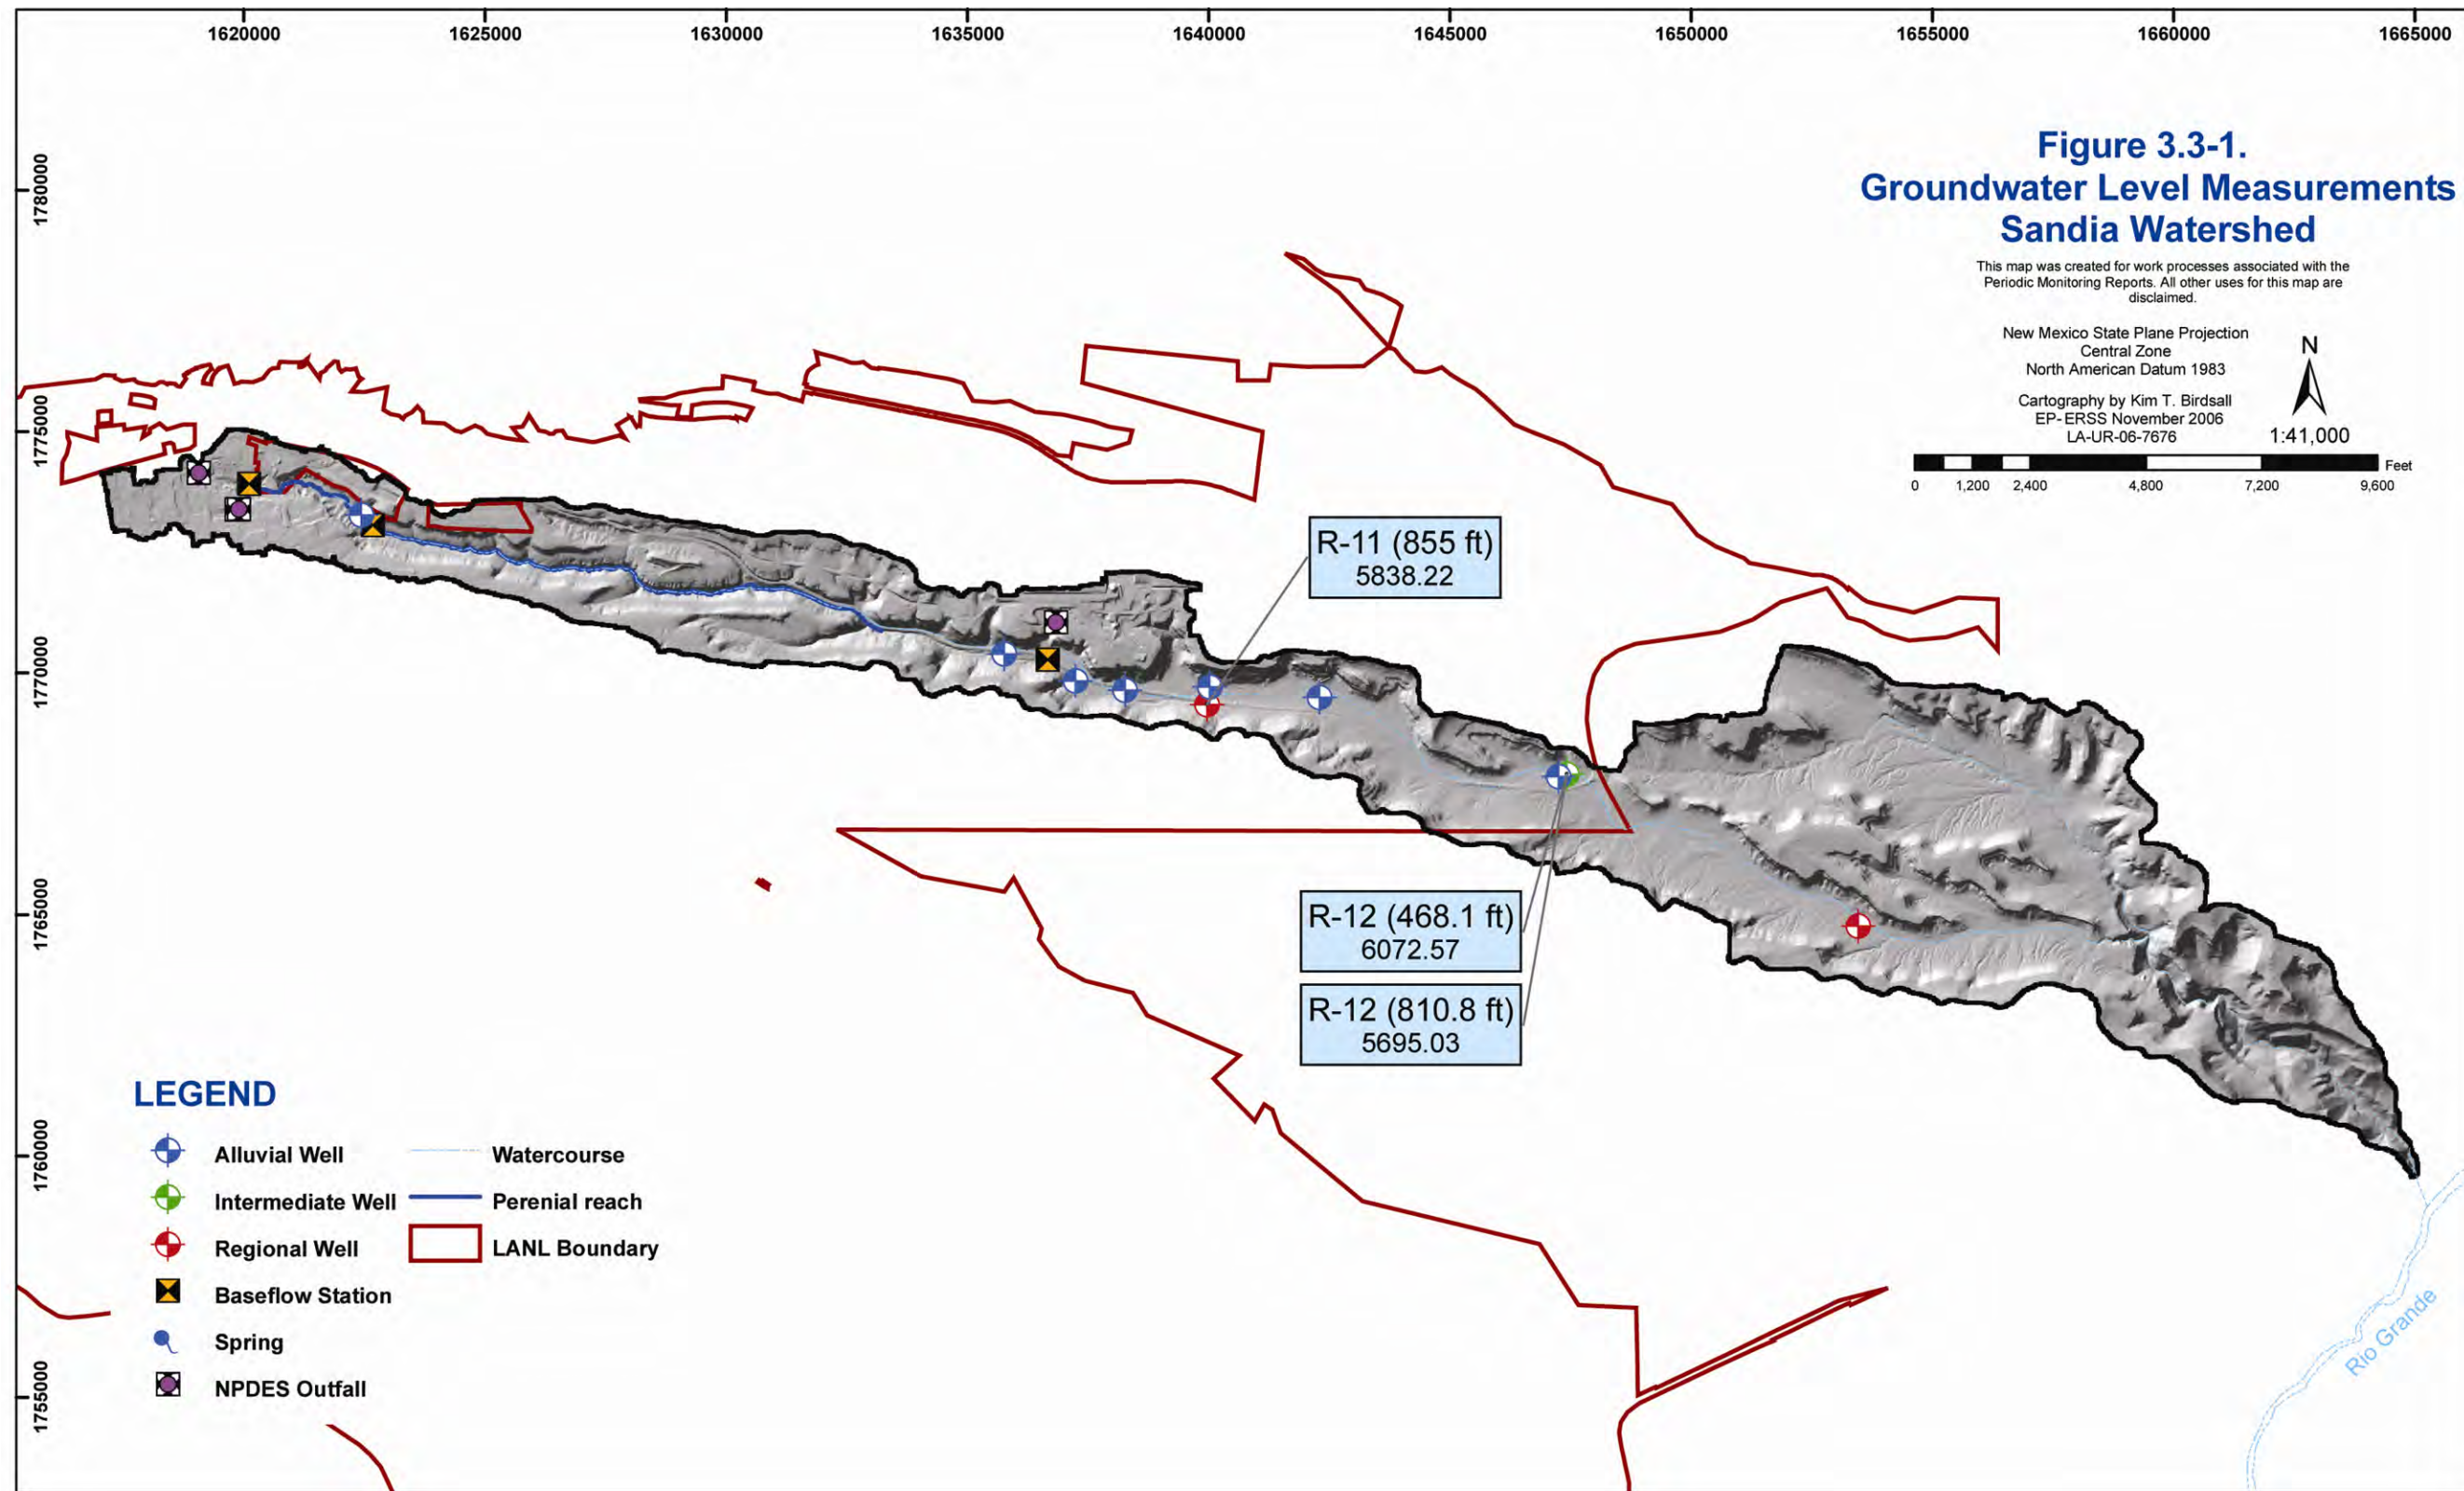 1620000 1625000 1630000 1635000 1640000 1645000 1650000 1655000 1660000 1665000
1780000
1775000
1770000
1765000
1760000
1755000
Figure 3.3-1.
Groundwater Level Measurements
Sandia Watershed
This map was created for work processes associated with the
Periodic Monitoring Reports. All other uses for this map are
disclaimed.
New Mexico State Plane Projection
Central Zone
North American Datum 1983
Cartography by Kim T. Birdsall
EP- ERSS November 2006
LA-UR-06-7676
N
1:41,000
Feet
0 1,200 2,400 4,800 7,200 9,600
R-11 (855 ft)
5838.22
R-12 (468.1 ft)
6072.57
R-12 (810.8 ft)
5695.03
LEGEND
Alluvial Well
Intermediate Well
Regional Well
Baseflow Station
Spring
NPDES Outfall
Watercourse
Perenial reach
LANL Boundary
Rio Grande